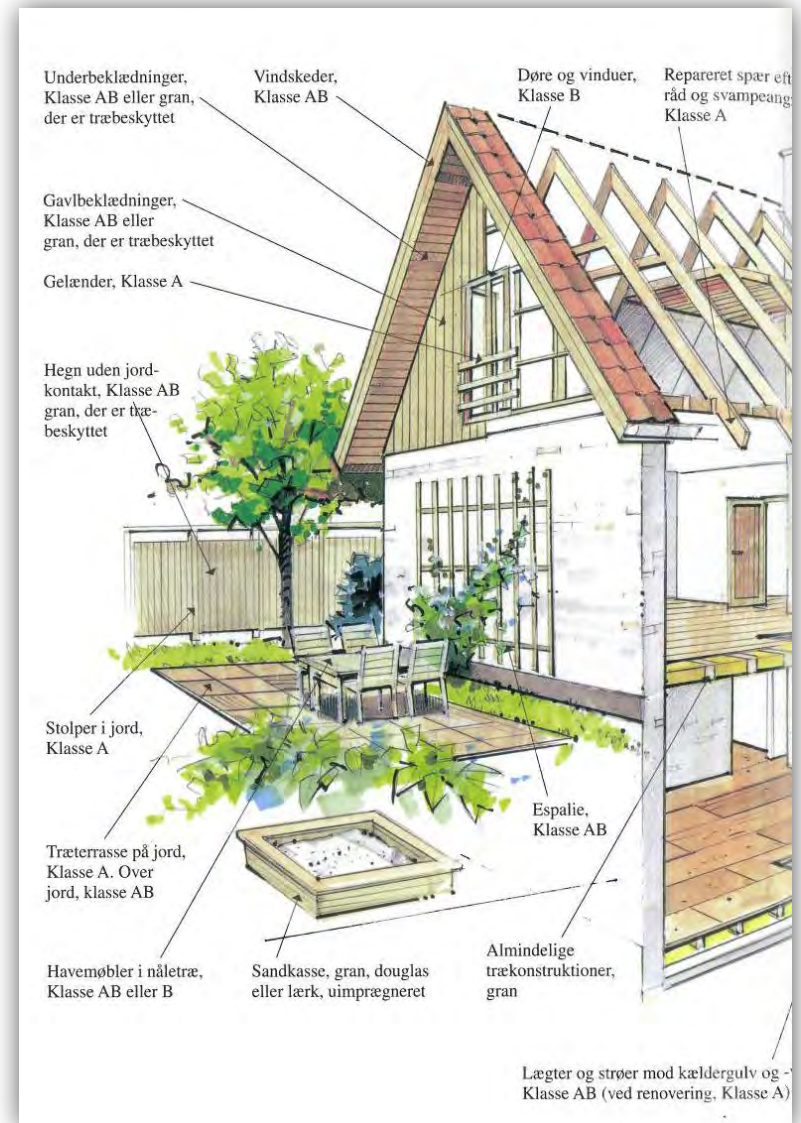 Underbeklædninger,
Klasse AB eller gran,
der er træbeskyttet
Vindskeder,
Klasse AB
Døre og vinduer,
Klasse B
Repareret spær eft
råd og svampeang
Klasse A
Gavlbeklædninger,
Klasse AB eller
gran, der er træbeskyttet
Gelænder, Klasse A
Hegn uden jord-
kontakt, Klasse AB
gran, der er træ-
beskyttet
Stolper i jord,
Klasse A
Træterrasse på jord,
Klasse A. Over
jord, klasse AB
Espalie,
Klasse AB
Havemøbler i nåletræ,
Klasse AB eller B
Sandkasse, gran, douglas
eller lærk, uimprægneret
Almindelige
trækonstruktioner,
gran
Lægter og strøer mod kældergulv og -v
Klasse AB (ved renovering, Klasse A)